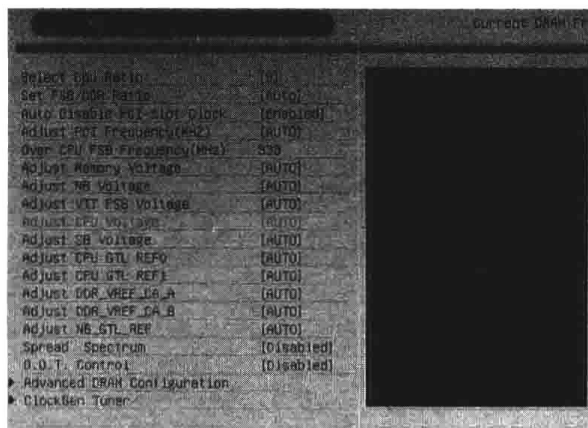 Current DRAM Fr
Select Cpu Ratio [9]
Set FSB/DDR Ratio [Auto]
Auto Disable PCI-Slot Clock [Enabled]
Adjust PCI Frequency(MHz) [AUTO]
Over CPU FSB Frequency(MHz)
Adjust Memory Voltage [AUTO]
Adjust NB Voltage [AUTO]
Adjust VTT FSB Voltage [AUTO]
Adjust CPU Voltage [AUTO]
Adjust SB Voltage [AUTO]
Adjust CPU GTL REF0 [AUTO]
Adjust CPU GTL REF1 [AUTO]
Adjust DDR_VREF_CA_A [AUTO]
Adjust DDR_VREF_CA_B [AUTO]
Adjust NB_GTL_REF [AUTO]
Spread Spectrum [Disabled]
O.O.T. Control [Disabled]
Advanced DRAM Configuration
ClockGen Tuner